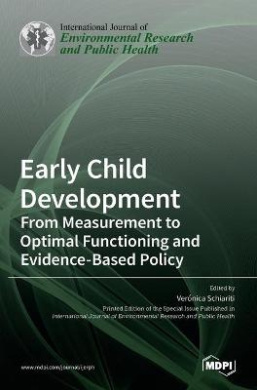 International Journal of
Environmental Research
and Public Health
Early Child
Development
From Measurement to
Optimal Functioning and
Evidence-Based Policy
Edited by
Verónica Schiariti
Printed Edition of the Special Issue Published in
International Journal of Environmental Research and Public Health
www.mdpi.com/journal/ijerph
MDPI